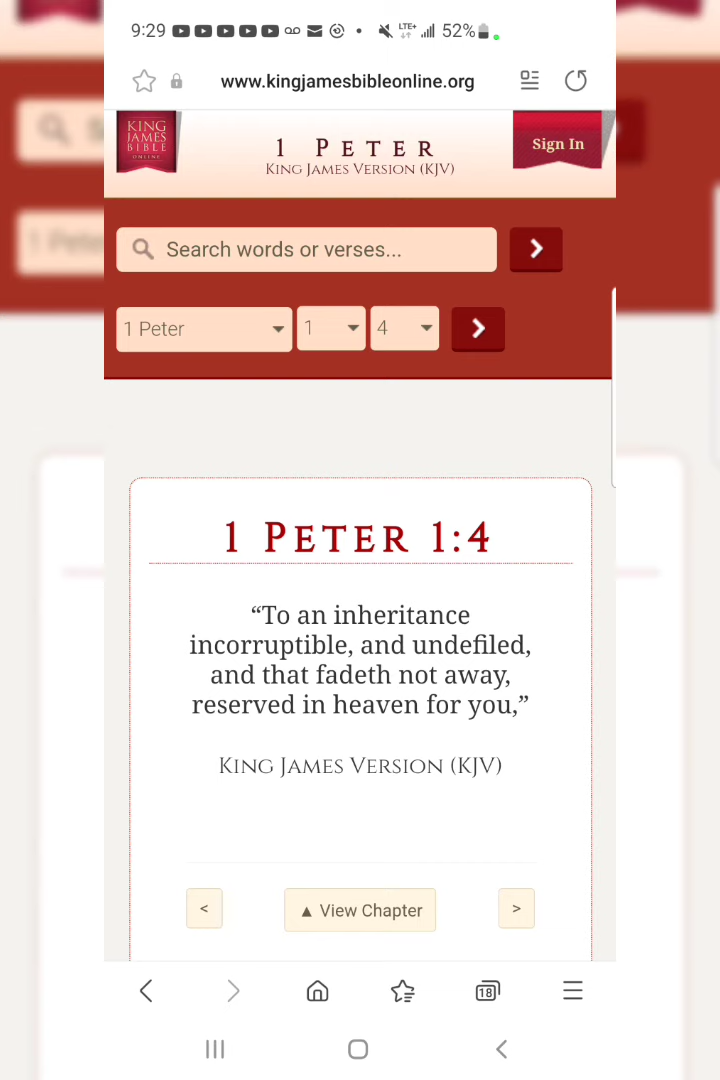 9:29 LTE+ 52%
www.kingjamesbibleonline.org
KING
JAMES
BIBLE
ONLINE
1 PETER
KING JAMES VERSION (KJV)
Sign In
Search words or verses...
1 Peter 1 4
1 PETER 1:4
“To an inheritance
incorruptible, and undefiled,
and that fadeth not away,
reserved in heaven for you,”
KING JAMES VERSION (KJV)
< ▲ View Chapter >
18